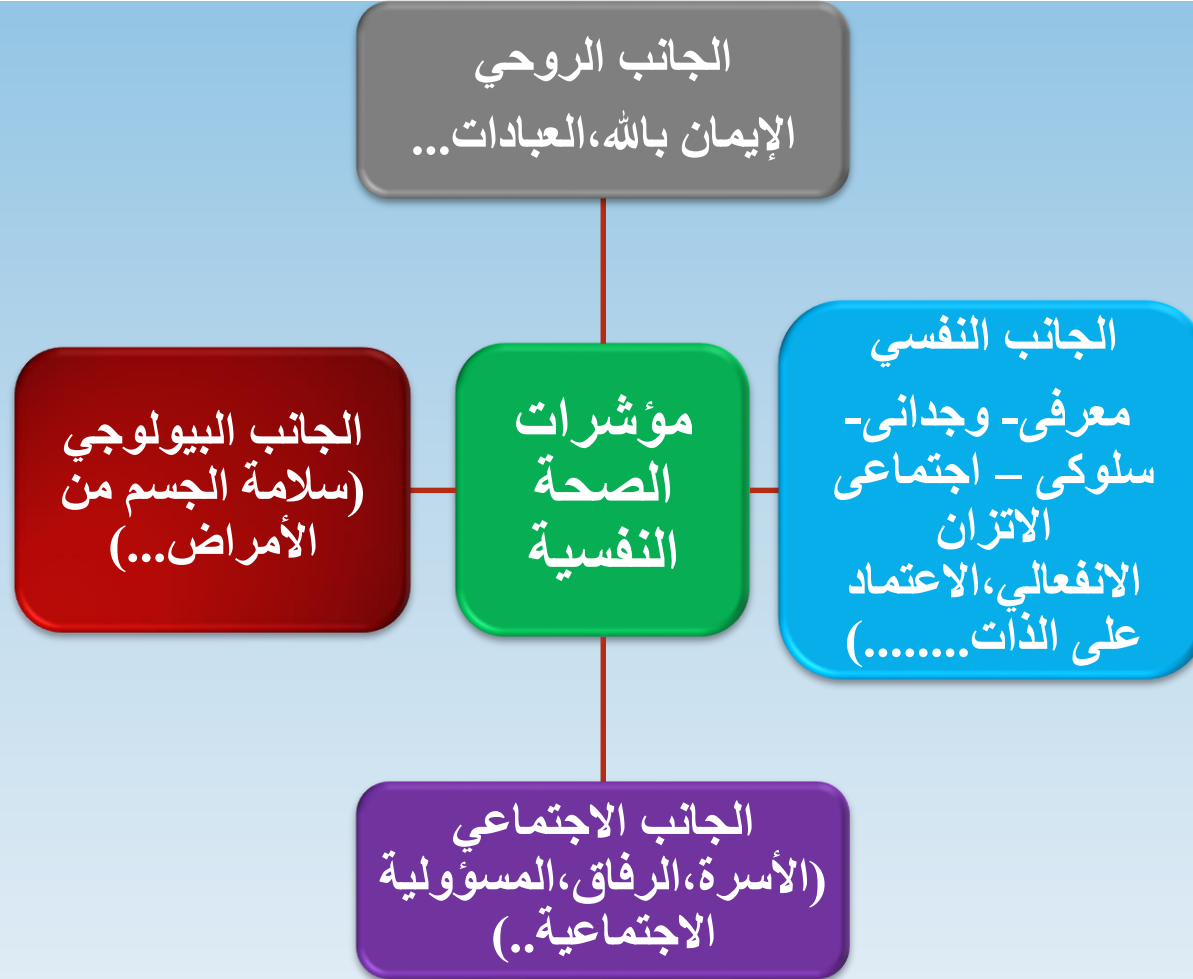 الجانب الروحي
الإيمان بالله،العبادات...
الجانب النفسي
معرفى- وجدانى-
سلوكى – اجتماعى
الاتزان
الانفعالي،الاعتماد
على الذات........)
مؤشرات
الصحة
النفسية
الجانب البيولوجي
(سلامة الجسم من
الأمراض...)
الجانب الاجتماعي
(الأسرة،الرفاق،المسؤولية
الاجتماعية..)